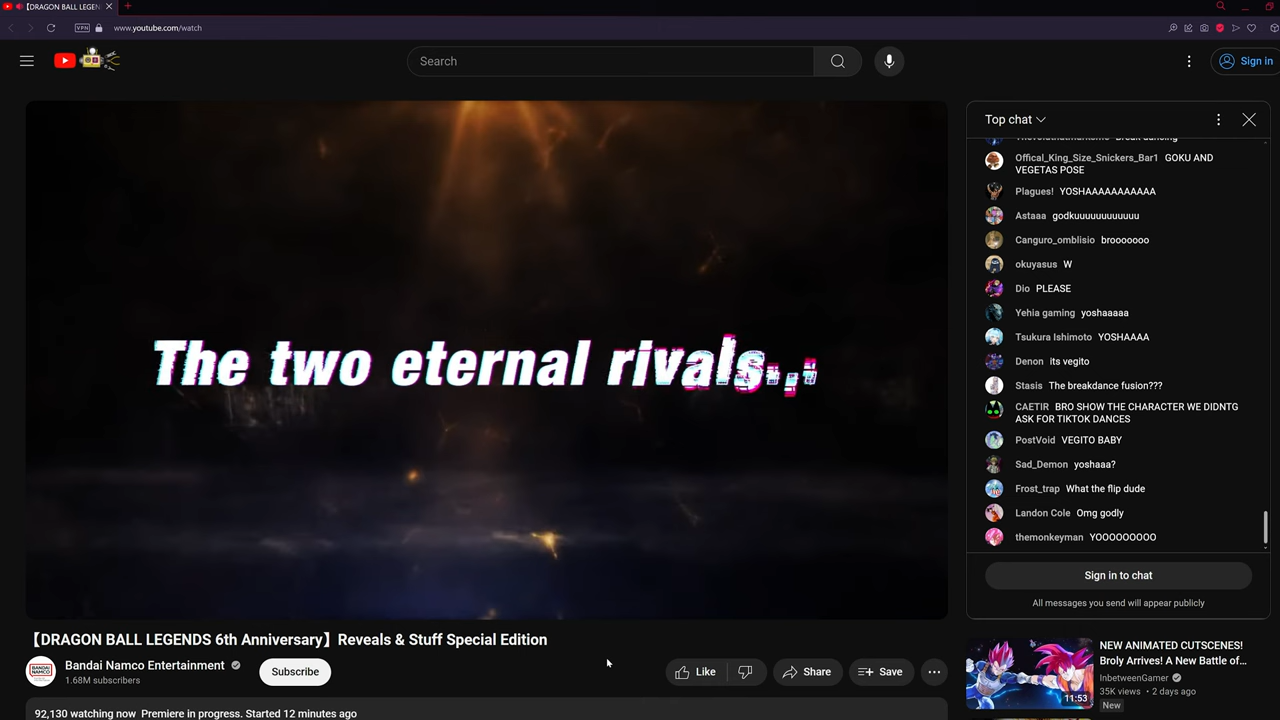 【DRAGON BALL LEGEN
VPN
www.youtube.com/watch
Search
Sign in
The two eternal rivals...
Top chat
Offical_King_Size_Snickers_Bar1 GOKU AND
VEGETAS POSE
Plagues! YOSHAAAAAAAAAAA
Astaaa godkuuuuuuuuuuuu
Canguro_omblisio brooooooo
okuyasus W
Dio PLEASE
Yehia gaming yoshaaaaa
Tsukura Ishimoto YOSHAAAA
Denon its vegito
Stasis The breakdance fusion???
CAETIR BRO SHOW THE CHARACTER WE DIDNTG
ASK FOR TIKTOK DANCES
PostVoid VEGITO BABY
Sad_Demon yoshaaa?
Frost_trap What the flip dude
Landon Cole Omg godly
themonkeyman YOOOOOOOOO
Sign in to chat
All messages you send will appear publicly
【DRAGON BALL LEGENDS 6th Anniversary】Reveals & Stuff Special Edition
BANDAI
NAMCO
Bandai Namco Entertainment
1.68M subscribers
Subscribe
Like
Share
Save
92,130 watching now Premiere in progress. Started 12 minutes ago
11:53
NEW ANIMATED CUTSCENES!
Broly Arrives! A New Battle of...
InbetweenGamer
35K views • 2 days ago
New